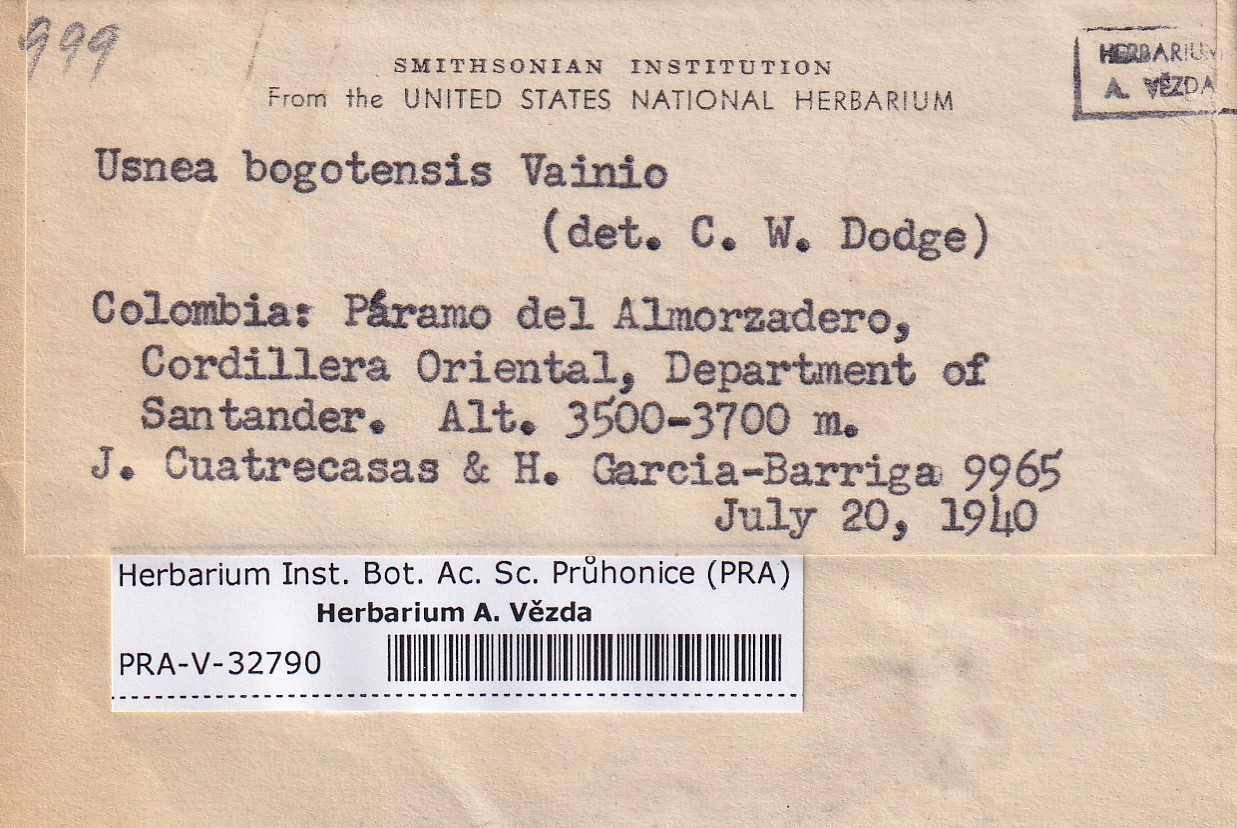 999
SMITHSONIAN INSTITUTION
From the UNITED STATES NATIONAL HERBARIUM
HERBARIUM
A. VĚZDA
Usnea bogotensis Vainio
(det. C. W. Dodge)
Colombia: Páramo del Almorzadero,
Cordillera Oriental, Department of
Santander. Alt. 3500-3700 m.
J. Cuatrecasas & H. Garcia-Barriga 9965
July 20, 1940
Herbarium Inst. Bot. Ac. Sc. Průhonice (PRA)
Herbarium A. Vězda
PRA-V-32790